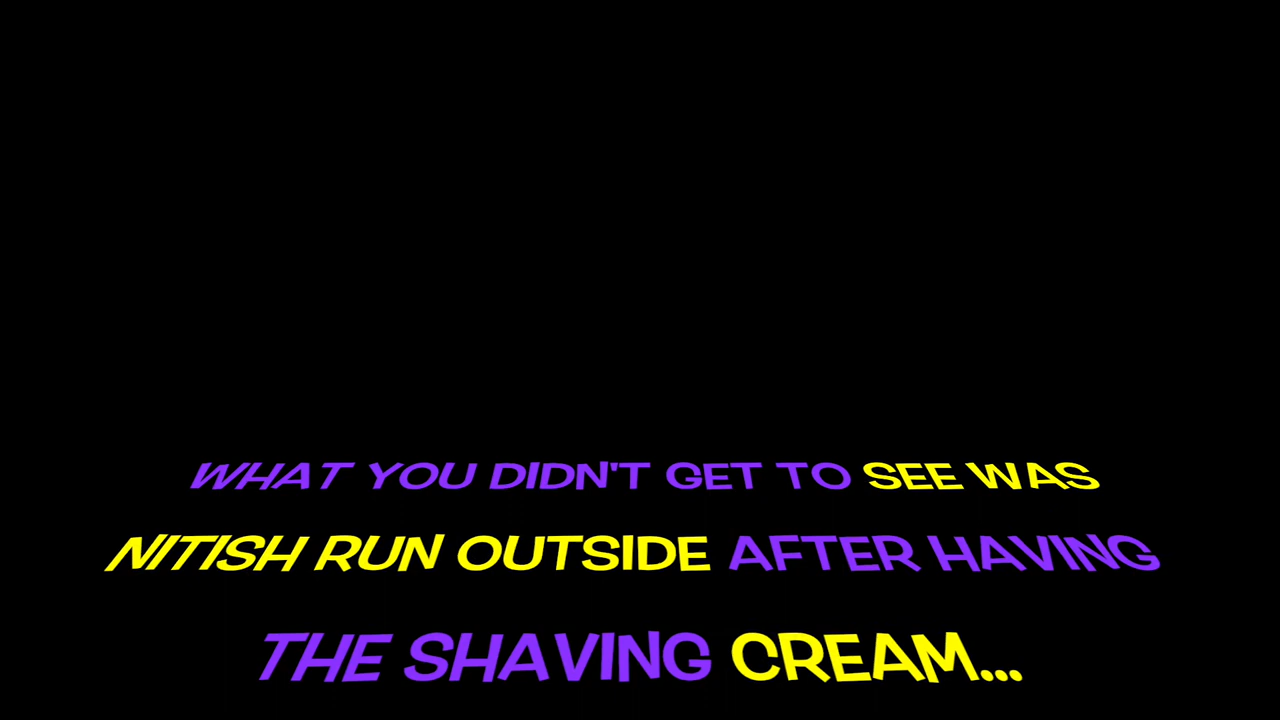 WHAT YOU DIDN'T GET TO SEE WAS
NITISH RUN OUTSIDE AFTER HAVING
THE SHAVING CREAM...